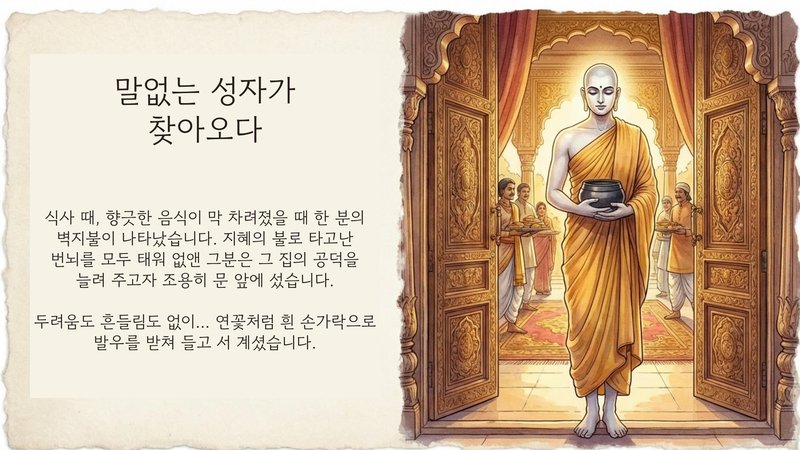 말없는 성자가
찾아오다
식사 때, 향긋한 음식이 막 차려졌을 때 한 분의
벽지불이 나타났습니다. 지혜의 불로 타고난
번뇌를 모두 태워 없앤 그분은 그 집의 공덕을
늘려 주고자 조용히 문 앞에 섰습니다.
두려움도 흔들림도 없이... 연꽃처럼 흰 손가락으로
발우를 받쳐 들고 서 계셨습니다.